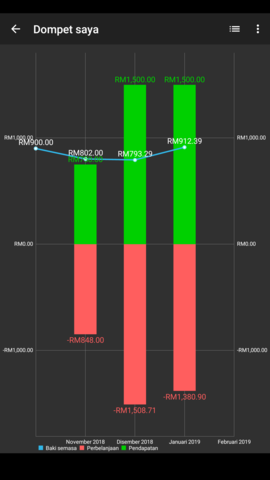 Dompet saya
RM1,500.00 RM1,500.00
RM1,000.00 RM1,000.00
RM900.00 RM802.00 RM793.29 RM912.39
RM0.00 RM0.00
-RM848.00
-RM1,000.00 -RM1,000.00
-RM1,508.71 -RM1,380.90
November 2018 Disember 2018 Januari 2019 Februari 2019
Baki semasa Perbelanjaan Pendapatan